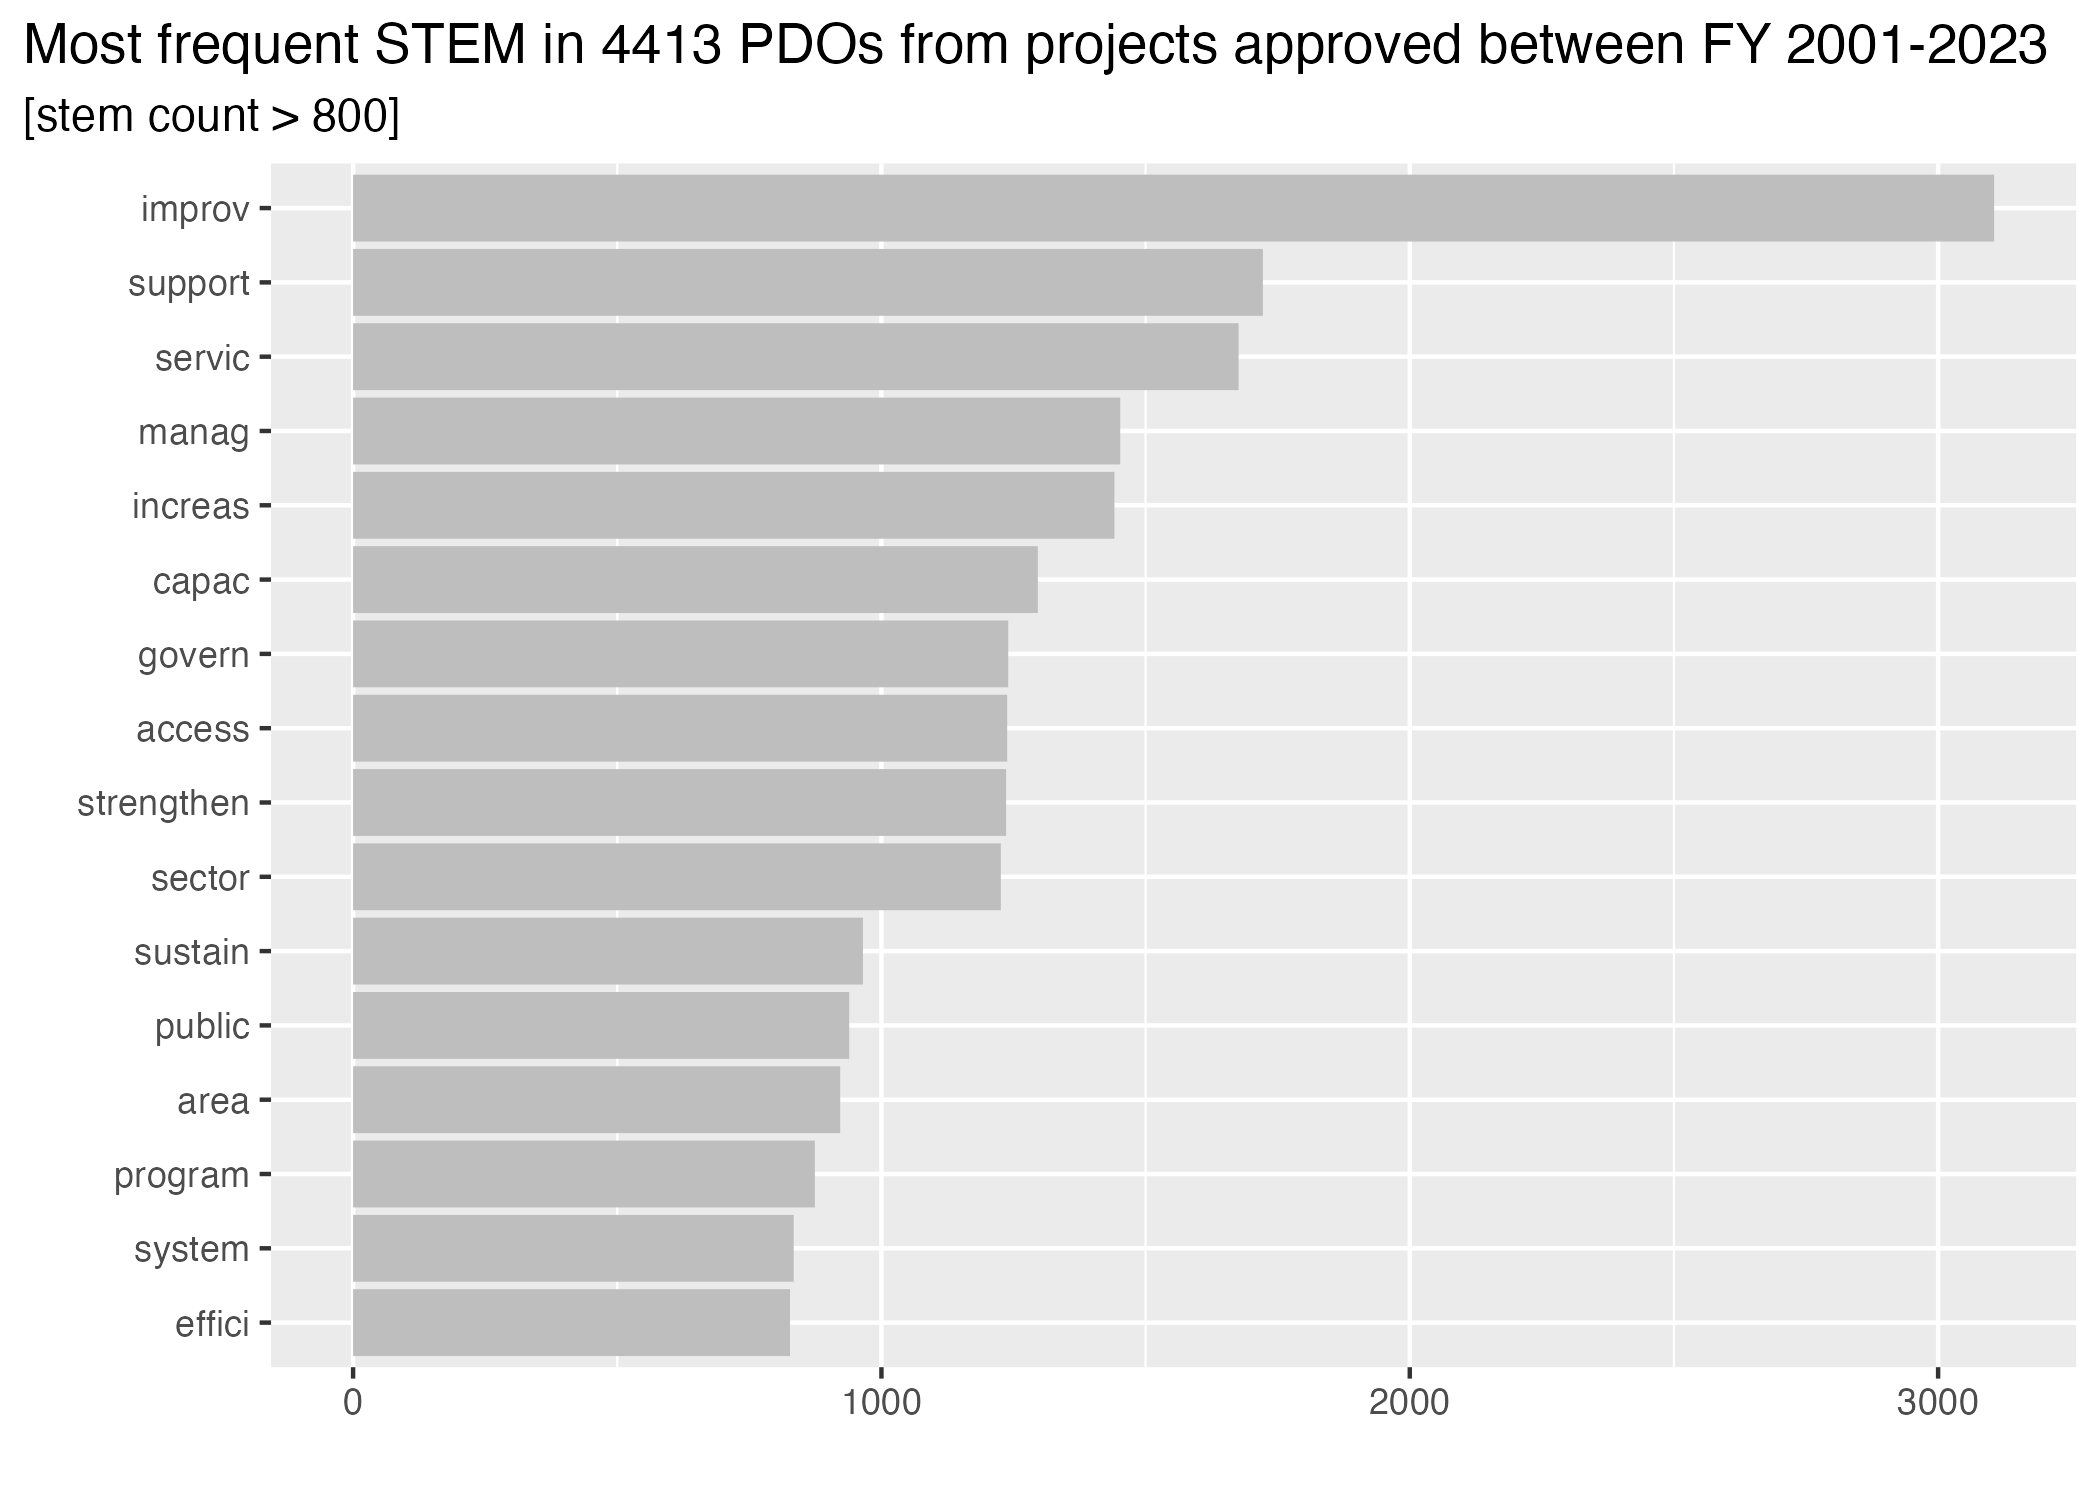 Most frequent STEM in 4413 PDOs from projects approved between FY 2001-2023
[stem count > 800]
improv
support
servic
manag
increas
capac
govern
access
strengthen
sector
sustain
public
area
program
system
effici
0 1000 2000 3000